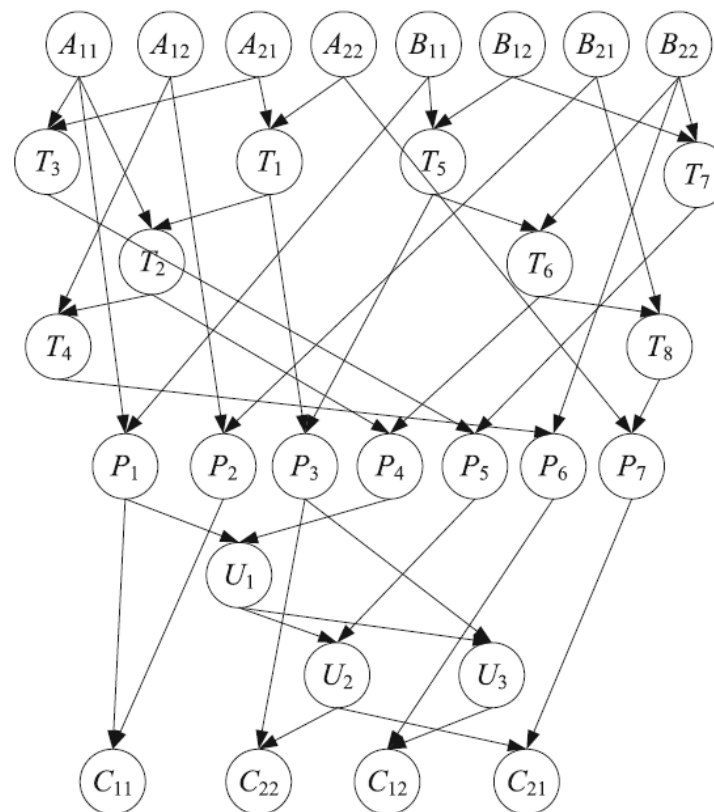 A₁₁ A₁₂ A₂₁ A₂₂ B₁₁ B₁₂ B₂₁ B₂₂
T₃ T₁ T₅ T₇
T₂ T₆
T₄ T₈
P₁ P₂ P₃ P₄ P₅ P₆ P₇
U₁
U₂ U₃
C₁₁ C₂₂ C₁₂ C₂₁